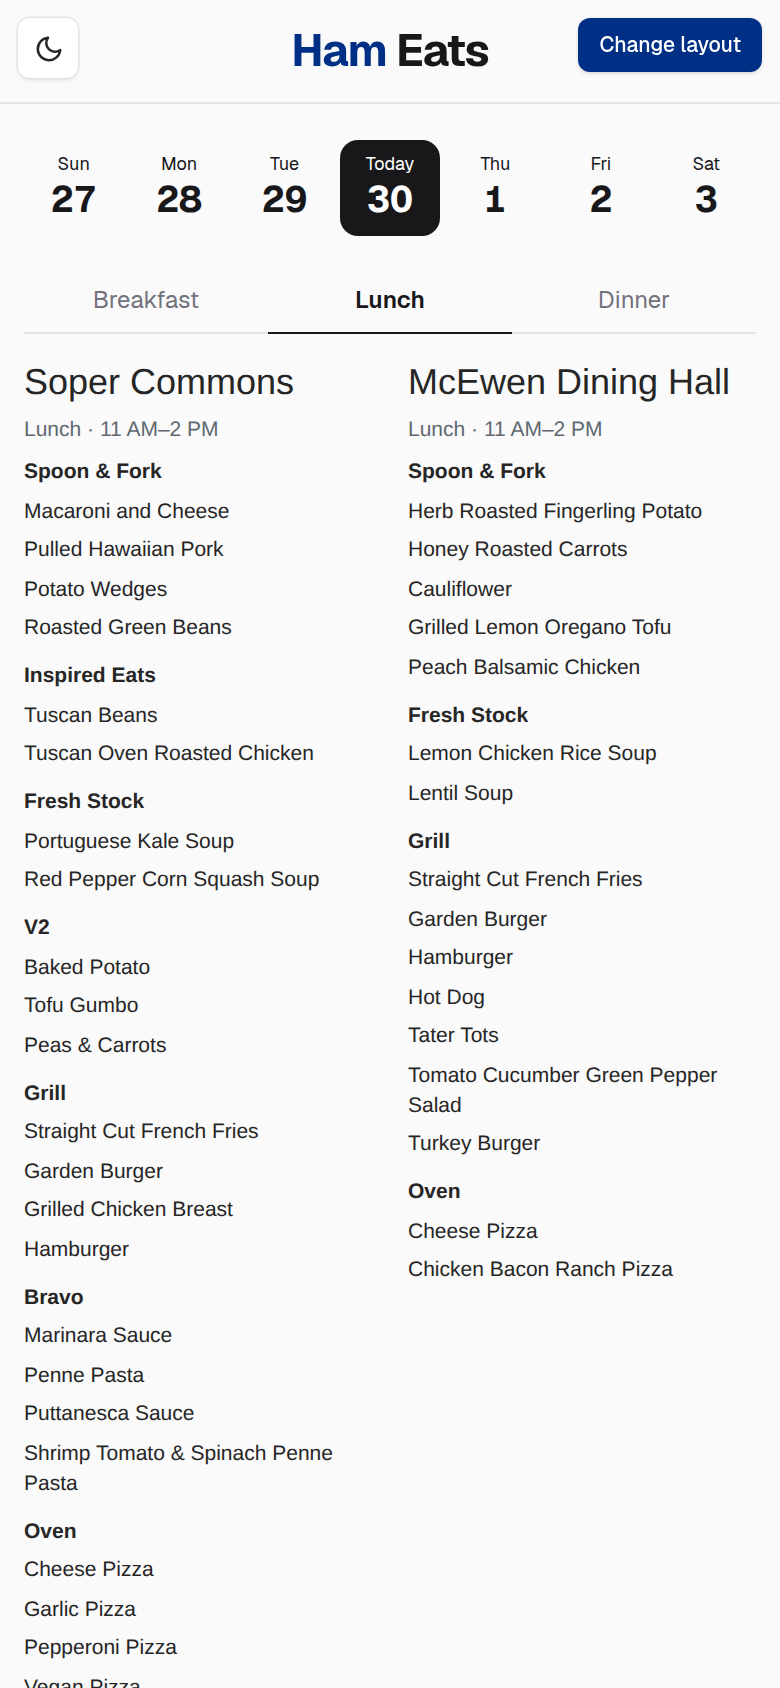 Ham Eats
Change layout
Sun
27
Mon
28
Tue
29
Today
30
Thu
1
Fri
2
Sat
3
Breakfast
Lunch
Dinner
Soper Commons
Lunch · 11 AM–2 PM
Spoon & Fork
Macaroni and Cheese
Pulled Hawaiian Pork
Potato Wedges
Roasted Green Beans
Inspired Eats
Tuscan Beans
Tuscan Oven Roasted Chicken
Fresh Stock
Portuguese Kale Soup
Red Pepper Corn Squash Soup
V2
Baked Potato
Tofu Gumbo
Peas & Carrots
Grill
Straight Cut French Fries
Garden Burger
Grilled Chicken Breast
Hamburger
Bravo
Marinara Sauce
Penne Pasta
Puttanesca Sauce
Shrimp Tomato & Spinach Penne
Pasta
Oven
Cheese Pizza
Garlic Pizza
Pepperoni Pizza
Vegan Pizza
McEwen Dining Hall
Lunch · 11 AM–2 PM
Spoon & Fork
Herb Roasted Fingerling Potato
Honey Roasted Carrots
Cauliflower
Grilled Lemon Oregano Tofu
Peach Balsamic Chicken
Fresh Stock
Lemon Chicken Rice Soup
Lentil Soup
Grill
Straight Cut French Fries
Garden Burger
Hamburger
Hot Dog
Tater Tots
Tomato Cucumber Green Pepper
Salad
Turkey Burger
Oven
Cheese Pizza
Chicken Bacon Ranch Pizza